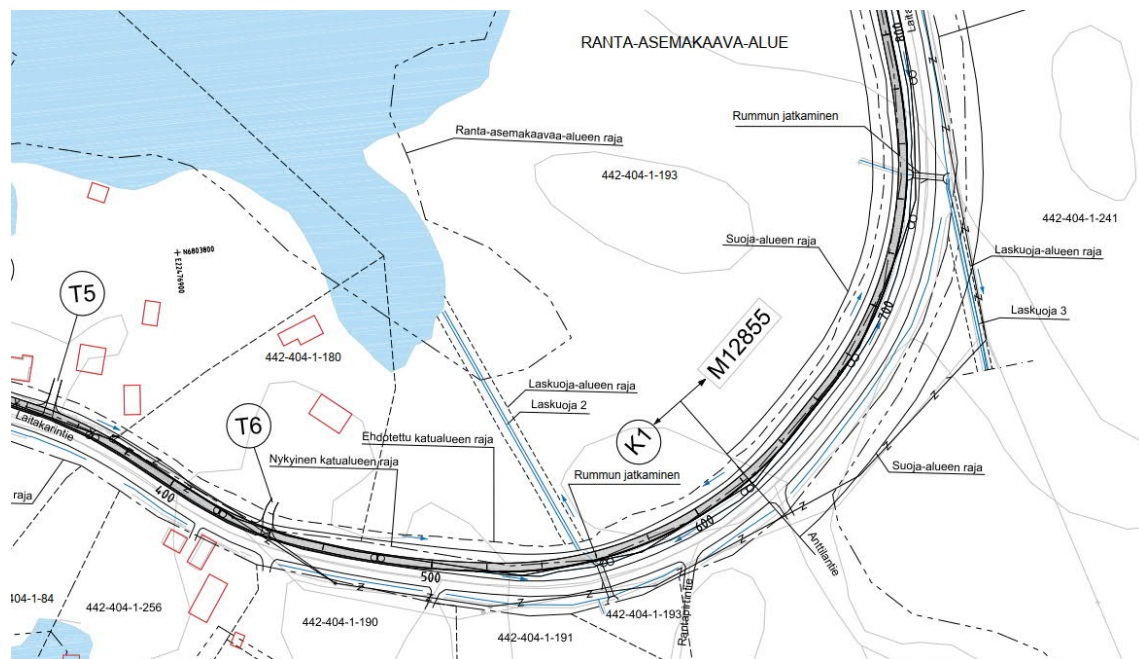 RANTA-ASEMAKAAVA-ALUE
800
Rummun jatkaminen
Ranta-asemakaavaa-alueen raja
442-404-1-193
442-404-1-241
Suoja-alueen raja
Laskuoja-alueen raja
N6803800
E22476900
T5
700
Laskuoja 3
M12855
442-404-1-180
Laskuoja-alueen raja
Laskuoja 2
Laitakarintie
T6
K1
Ehdotettu katualueen raja
Nykyinen katualueen raja
Rummun jatkaminen
Suoja-alueen raja
raja
400
600
500
Anttilantie
Rantapirtintie
404-1-84
442-404-1-256
442-404-1-190
442-404-1-193
442-404-1-191